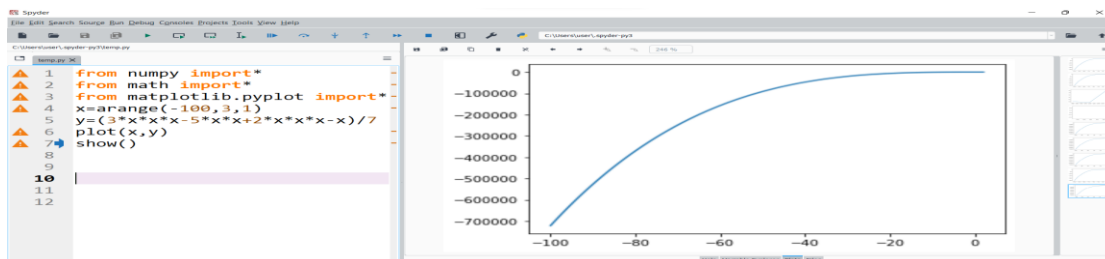 Spyder
File Edit Search Source Run Debug Consoles Projects Tools View Help
C:\Users\user\.spyder-py3
C:\Users\user\.spyder-py3\temp.py
temp.py
1 from numpy import*
2 from math import*
3 from matplotlib.pyplot import*
4 x=arange(-100,3,1)
5 y=(3*x*x*x-5*x*x+2*x*x*x-x)/7
6 plot(x,y)
7 show()
8
9
10
11
12
0
−100000
−200000
−300000
−400000
−500000
−600000
−700000
−100 −80 −60 −40 −20 0